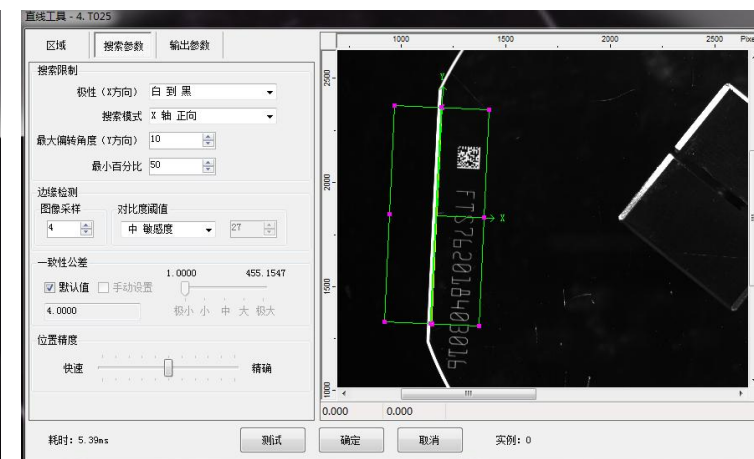 直线工具 - 4. T025
区域 搜索参数 输出参数
搜索限制
极性 (X方向) 白 到 黑
搜索模式 X 轴 正向
最大偏转角度 (Y方向) 10
最小百分比 50
边缘检测
图像采样 对比度阈值
4 中 敏感度 27
一致性公差
1.0000 455.1547
默认值 手动设置
4.0000 极小 小 中 大 极大
位置精度
快速 精确
耗时: 5.39ms 测试 确定 取消 实例: 0
1000 1500 2000 2500 Pixe
2500
2000
1500
1000
Y
X
FTS76201B403016
0.000 0.000